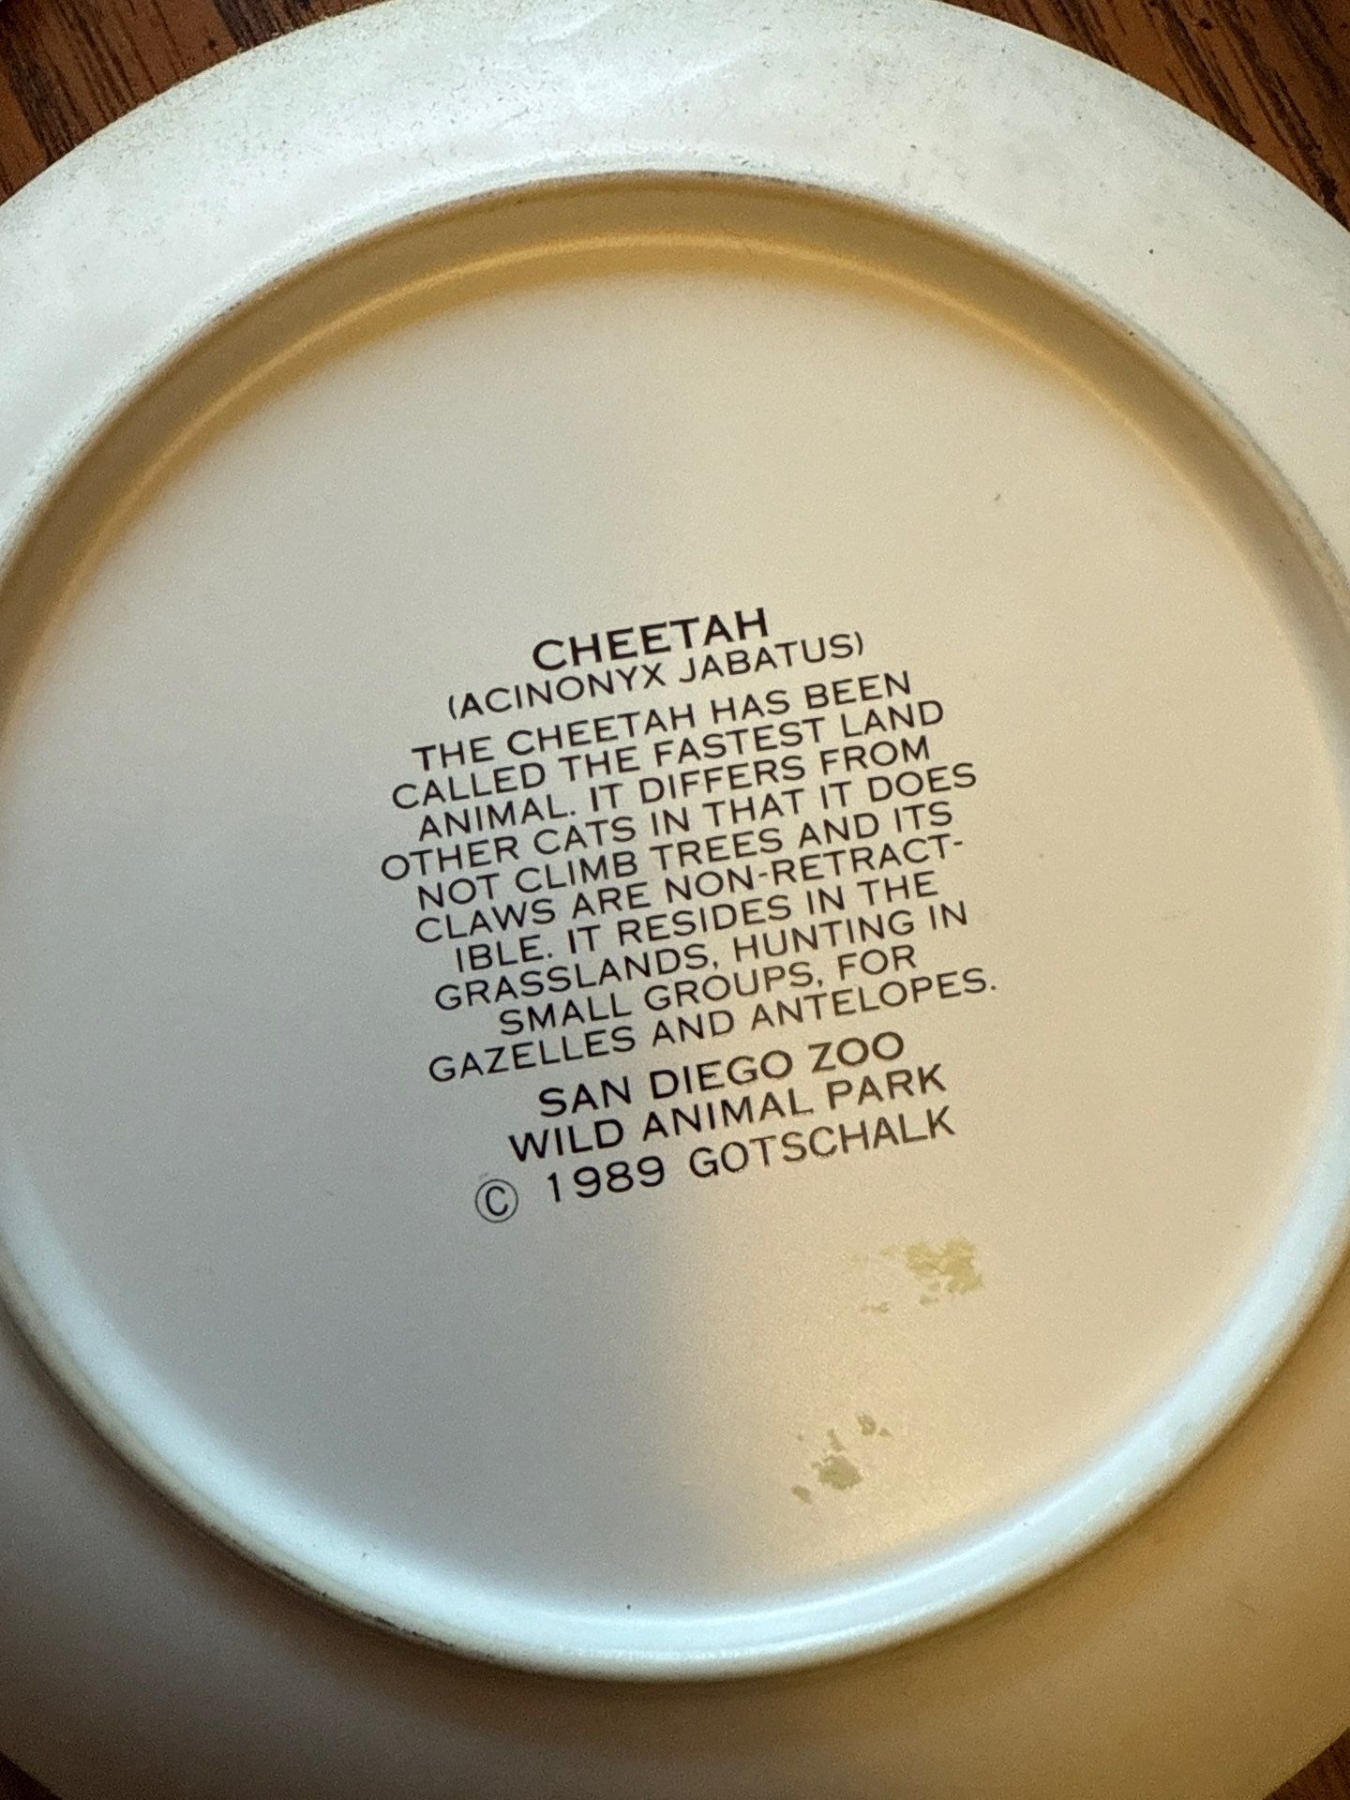 CHEETAH
(ACINONYX JABATUS)
THE CHEETAH HAS BEEN
CALLED THE FASTEST LAND
ANIMAL. IT DIFFERS FROM
OTHER CATS IN THAT IT DOES
NOT CLIMB TREES AND ITS
CLAWS ARE NON-RETRACT-
IBLE. IT RESIDES IN THE
GRASSLANDS, HUNTING IN
SMALL GROUPS, FOR
GAZELLES AND ANTELOPES.
SAN DIEGO ZOO
WILD ANIMAL PARK
© 1989 GOTSCHALK